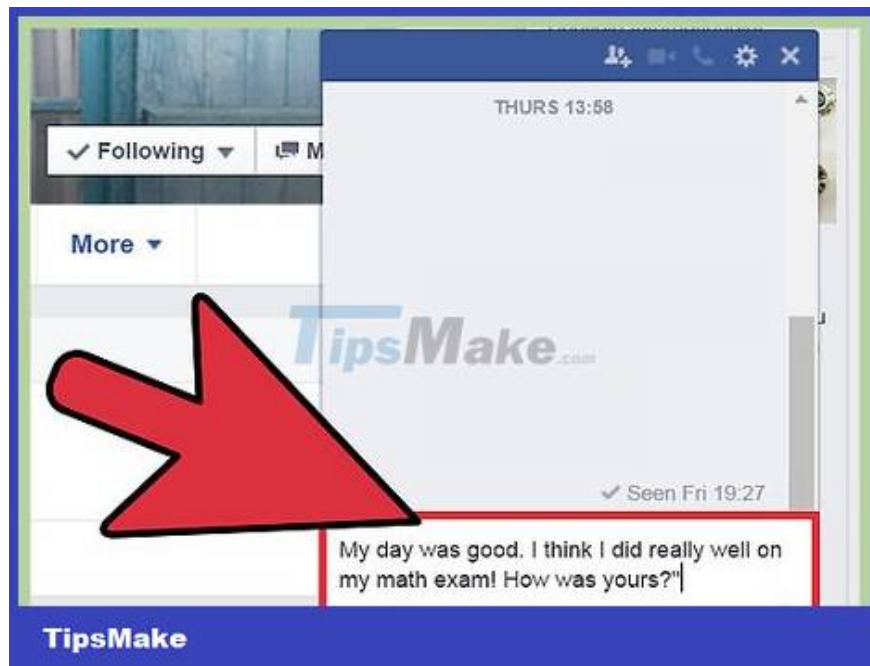 THURS 13:58
Following
M
More
TipsMake.com
Seen Fri 19:27
My day was good. I think I did really well on
my math exam! How was yours?"
TipsMake